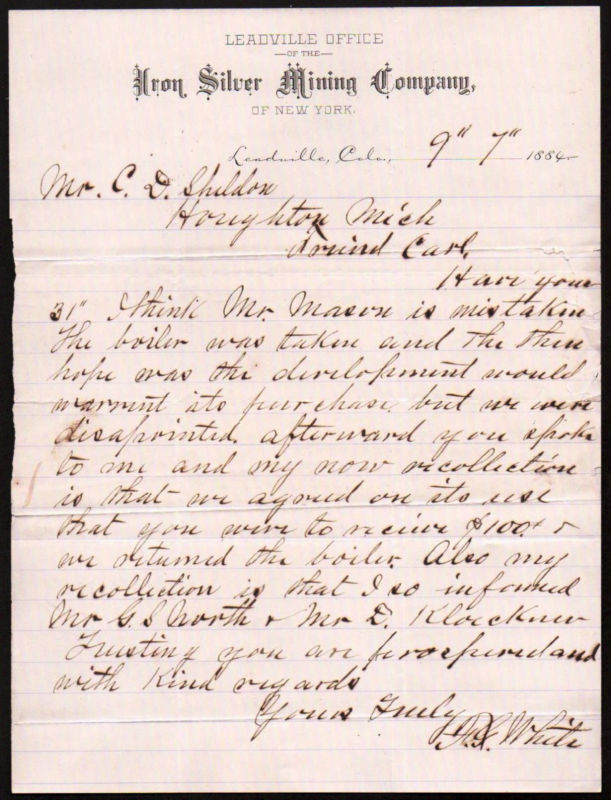 LEADVILLE OFFICE
OF THE
Iron Silver Mining Company,
OF NEW YORK.
Leadville, Colo., 9" 7" 1884
Mr. C. D. Sheldon
Houghton Mich
Friend Carl.
Have your
31" I think Mr. Mason is mistaken
The boiler was taken and the then
hope was the development would
warrent its purchase. but we were
disapointed. afterward you spoke
to me and my now recollection
is that we agreed on its use
that you were to receive $100. &
we returned the boiler. Also my
recollection is that I so informed
Mr G. S North & Mr D. Kloeckner
Trusting you are prospered and
with Kind regards
Yours Truly
White